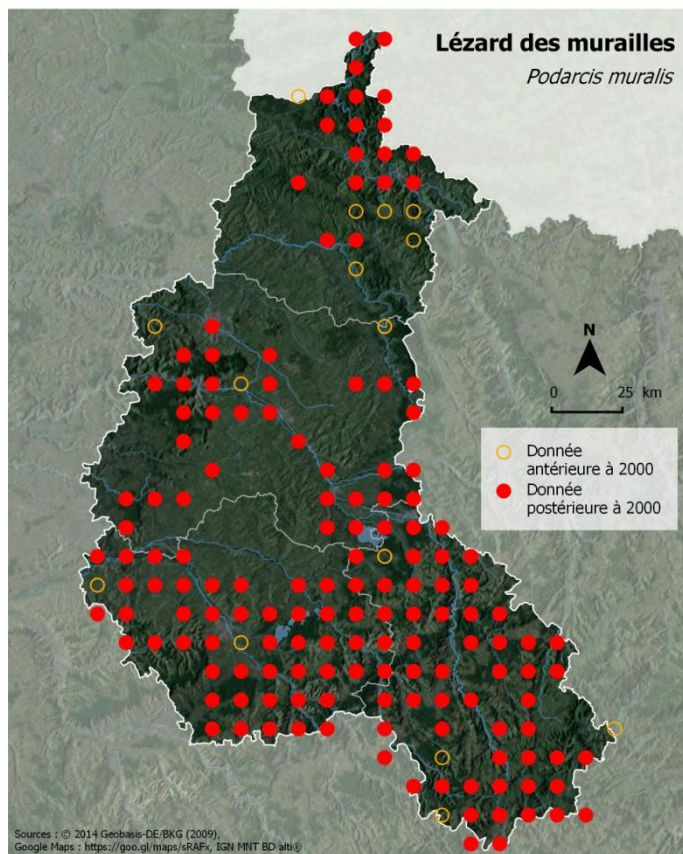 Lézard des murailles
Podarcis muralis
N
0 25 km
Donnée
antérieure à 2000
Donnée
postérieure à 2000
Sources : © 2014 Geobasis-DE/BKG (2009),
Google Maps : https://goo.gl/maps/sRAFx, IGN MNT BD alti®